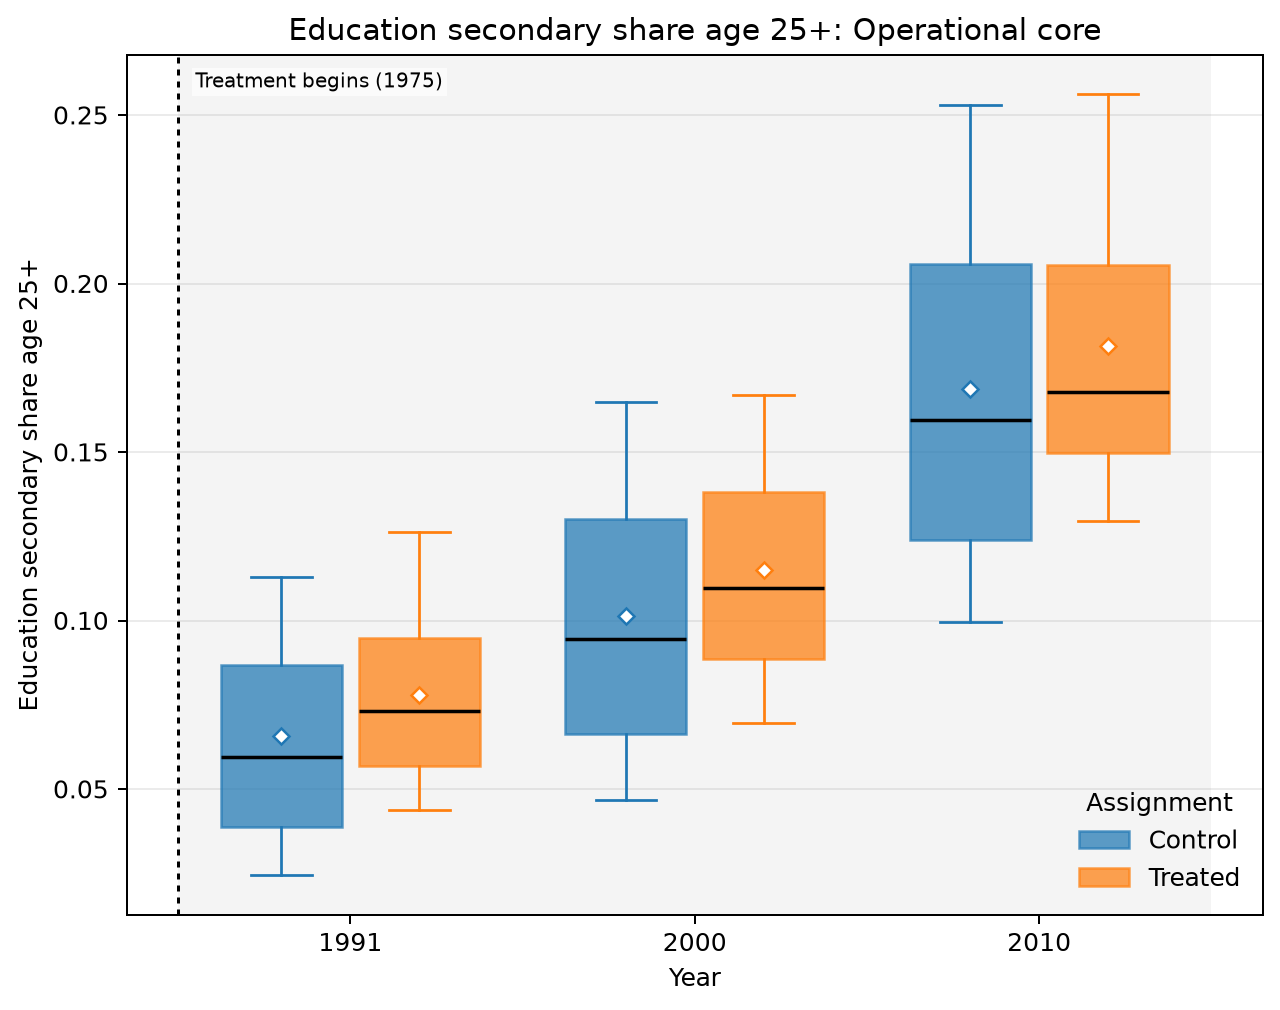 Education secondary share age 25+: Operational core
Treatment begins (1975)
Education secondary share age 25+
0.25
0.20
0.15
0.10
0.05
Assignment
Control
Treated
1991
2000
2010
Year